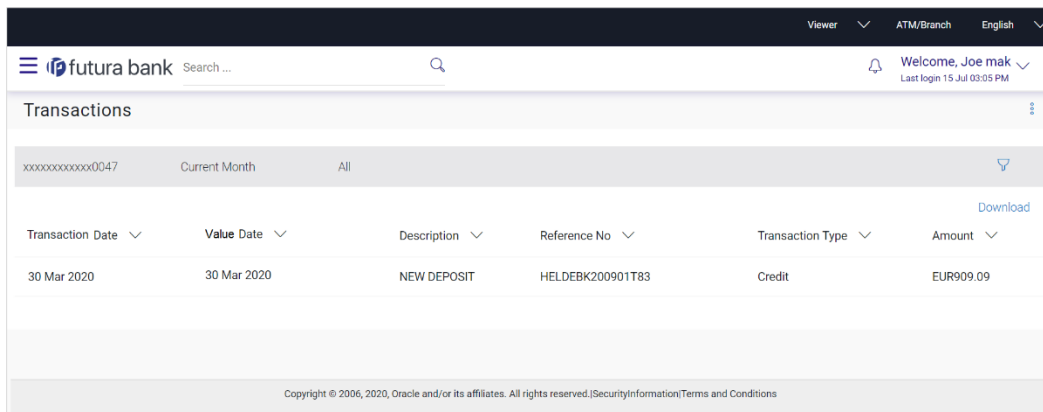 Viewer ATM/Branch English
futura bank Search ... Welcome, Joe mak
Last login 15 Jul 03:05 PM
Transactions
xxxxxxxxxxxx0047 Current Month All
Download
Transaction Date Value Date Description Reference No Transaction Type Amount
30 Mar 2020 30 Mar 2020 NEW DEPOSIT HELDEBK200901T83 Credit EUR909.09
Copyright © 2006, 2020, Oracle and/or its affiliates. All rights reserved.|SecurityInformation|Terms and Conditions